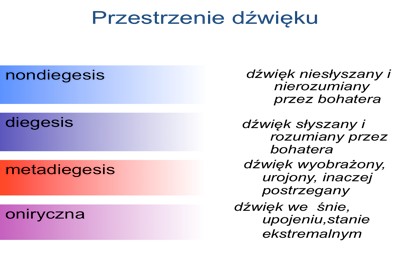 Przestrzenie dźwięku
nondiegesis
dźwięk niesłyszany i
nierozumiany
przez bohatera
diegesis
dźwięk słyszany i
rozumiany przez
bohatera
metadiegesis
dźwięk wyobrażony,
urojony, inaczej
postrzegany
oniryczna
dźwięk we śnie,
upojeniu,stanie
ekstremalnym